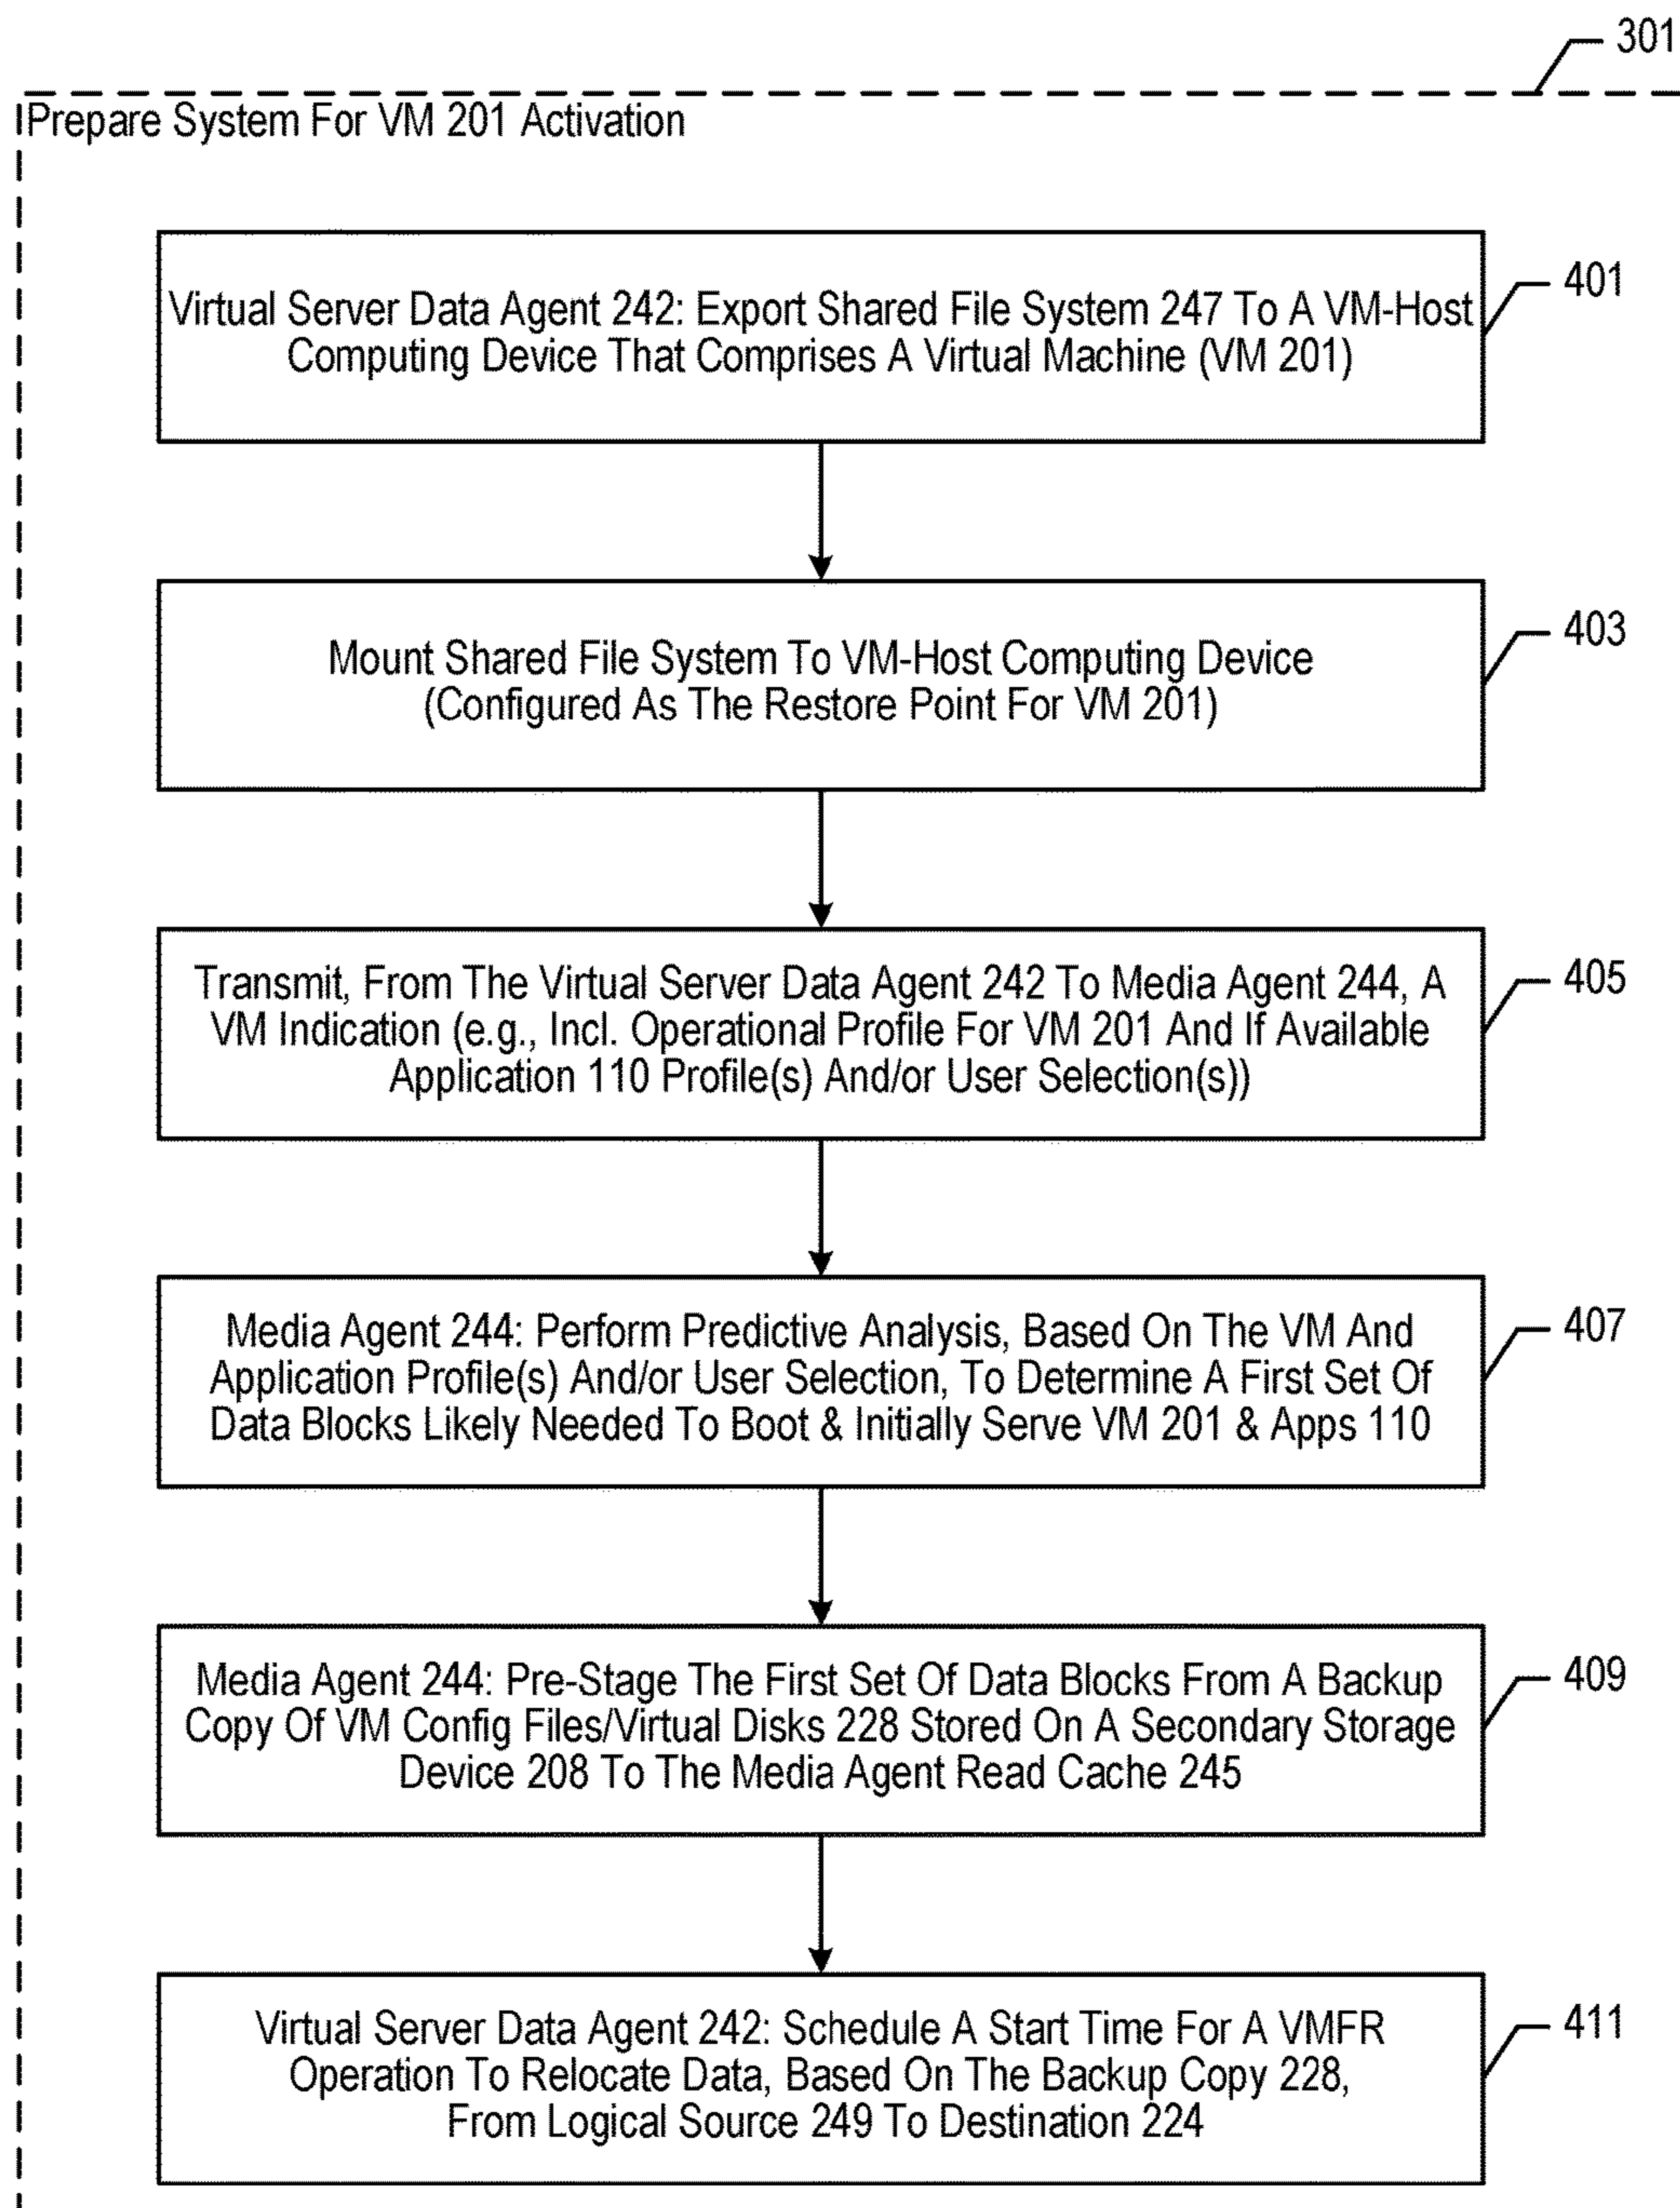 301
Prepare System For VM 201 Activation
Virtual Server Data Agent 242: Export Shared File System 247 To A VM-Host
Computing Device That Comprises A Virtual Machine (VM 201)
401
Mount Shared File System To VM-Host Computing Device
(Configured As The Restore Point For VM 201)
403
Transmit, From The Virtual Server Data Agent 242 To Media Agent 244, A
VM Indication (e.g., Incl. Operational Profile For VM 201 And If Available
Application 110 Profile(s) And/or User Selection(s))
405
Media Agent 244: Perform Predictive Analysis, Based On The VM And
Application Profile(s) And/or User Selection, To Determine A First Set Of
Data Blocks Likely Needed To Boot & Initially Serve VM 201 & Apps 110
407
Media Agent 244: Pre-Stage The First Set Of Data Blocks From A Backup
Copy Of VM Config Files/Virtual Disks 228 Stored On A Secondary Storage
Device 208 To The Media Agent Read Cache 245
409
Virtual Server Data Agent 242: Schedule A Start Time For A VMFR
Operation To Relocate Data, Based On The Backup Copy 228,
From Logical Source 249 To Destination 224
411